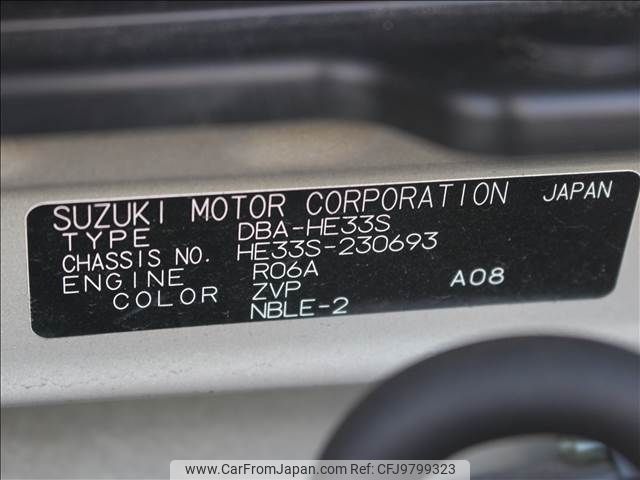 SUZUKI MOTOR CORPORATION JAPAN
TYPE DBA-HE33S
CHASSIS NO. HE33S-230693
ENGINE R06A
COLOR ZVP A08
NBLE-2
www.CarFromJapan.com CFJ9799323